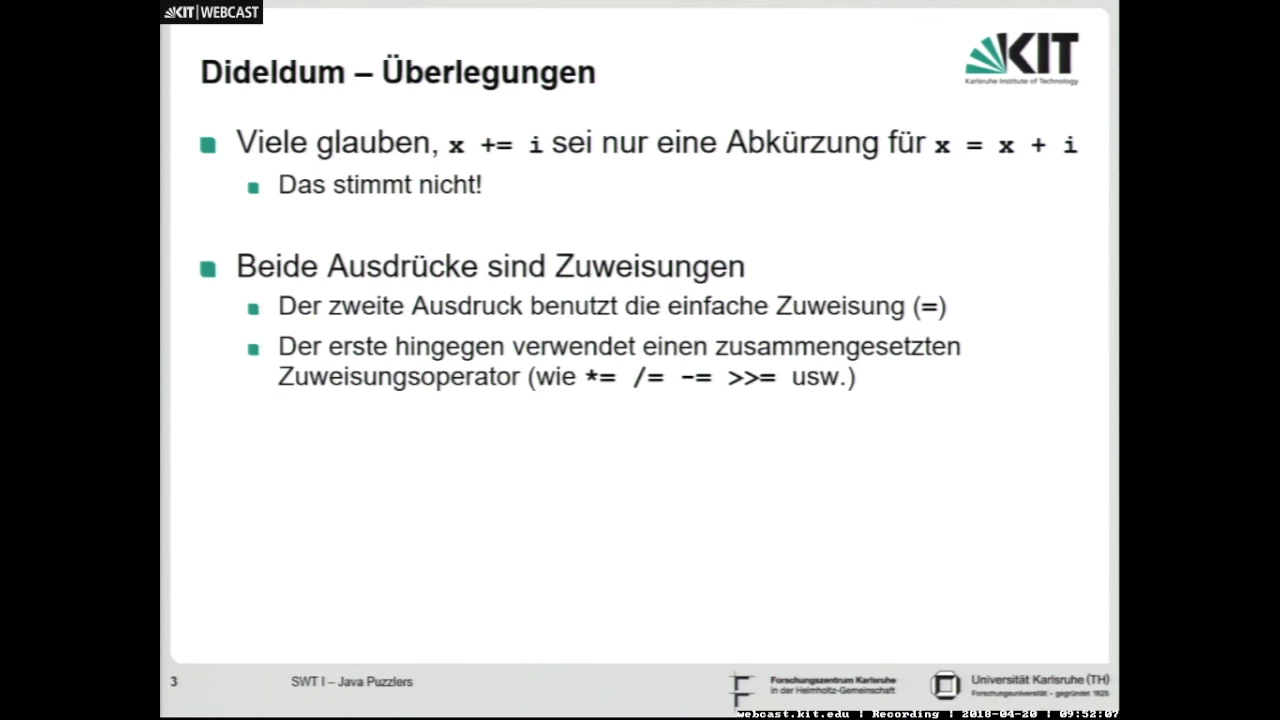 KIT | WEBCAST
Dideldum – Überlegungen
KIT
Karlsruhe Institute of Technology
Viele glauben, x += i sei nur eine Abkürzung für x = x + i
Das stimmt nicht!
Beide Ausdrücke sind Zuweisungen
Der zweite Ausdruck benutzt die einfache Zuweisung (=)
Der erste hingegen verwendet einen zusammengesetzten
Zuweisungsoperator (wie *= /= -= >>= usw.)
3
SWT I – Java Puzzlers
Forschungszentrum Karlsruhe
in der Helmholtz-Gemeinschaft
Universität Karlsruhe (TH)
Forschungsuniversität - gegründet 1825
webcast.kit.edu | Recording | 2018-04-20 | 09:52:07